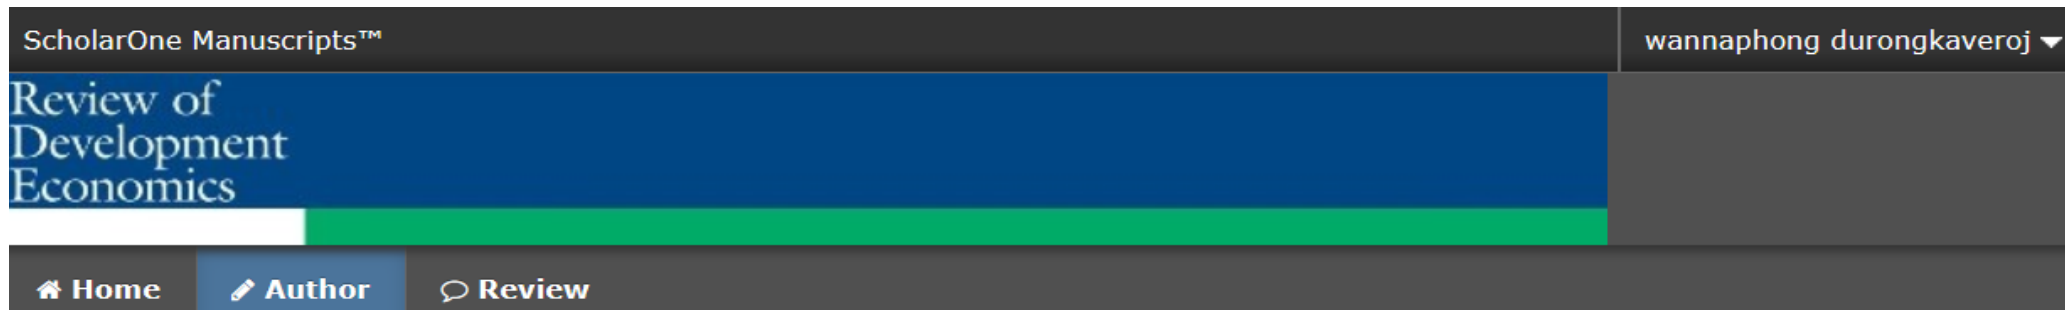 ScholarOne Manuscripts™
wannaphong durongkaveroj
Review of
Development
Economics
Home
Author
Review